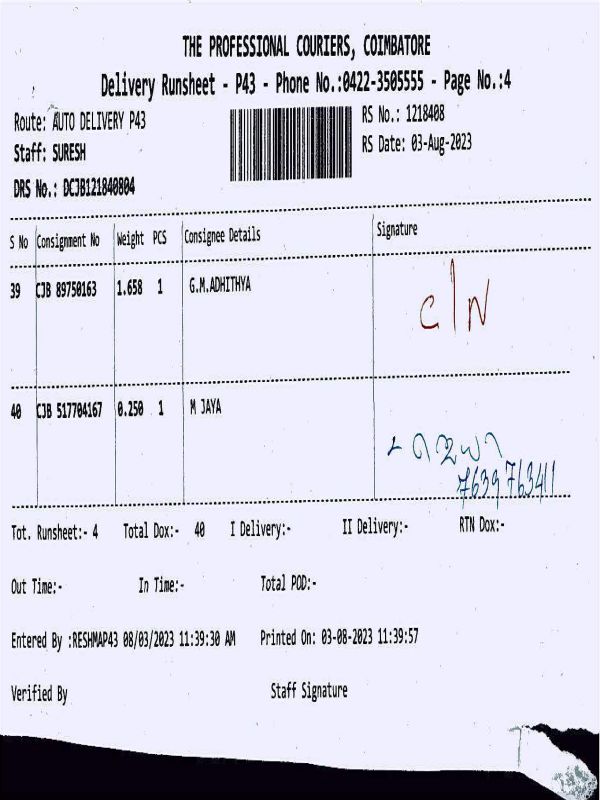 THE PROFESSIONAL COURIERS, COIMBATORE
Delivery Runsheet - P43 - Phone No.:0422-3505555 - Page No.:4
Route: AUTO DELIVERY P43
RS No.: 1218408
Staff: SURESH
RS Date: 03-Aug-2023
DRS No.: DCJB121840804
S No Consignment No Weight PCS Consignee Details Signature
39 CJB 89750163 1.658 1 G.M.ADHITHYA
C/N
40 CJB 517704167 0.250 1 M JAYA
7639763411
Tot. Runsheet:- 4 Total Dox:- 40 I Delivery:- II Delivery:- RTN Dox:-
Out Time:- In Time:- Total POD:-
Entered By :RESHMAP43 08/03/2023 11:39:30 AM Printed On: 03-08-2023 11:39:57
Verified By Staff Signature